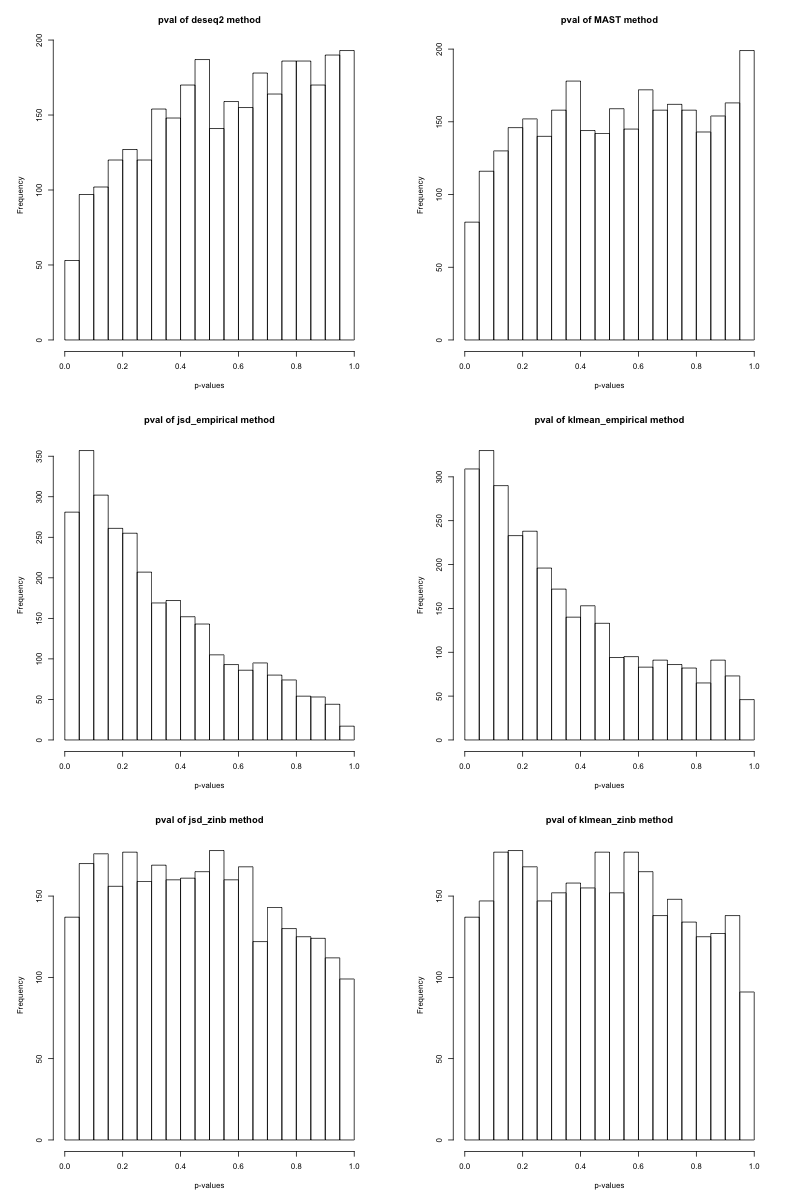 pval of deseq2 method
Frequency
0 50 100 150 200
0.0 0.2 0.4 0.6 0.8 1.0
p-values
pval of MAST method
Frequency
0 50 100 150 200
0.0 0.2 0.4 0.6 0.8 1.0
p-values
pval of jsd_empirical method
Frequency
0 50 100 150 200 250 300 350
0.0 0.2 0.4 0.6 0.8 1.0
p-values
pval of klmean_empirical method
Frequency
0 50 100 150 200 250 300
0.0 0.2 0.4 0.6 0.8 1.0
p-values
pval of jsd_zinb method
Frequency
0 50 100 150
0.0 0.2 0.4 0.6 0.8 1.0
p-values
pval of klmean_zinb method
Frequency
0 50 100 150
0.0 0.2 0.4 0.6 0.8 1.0
p-values